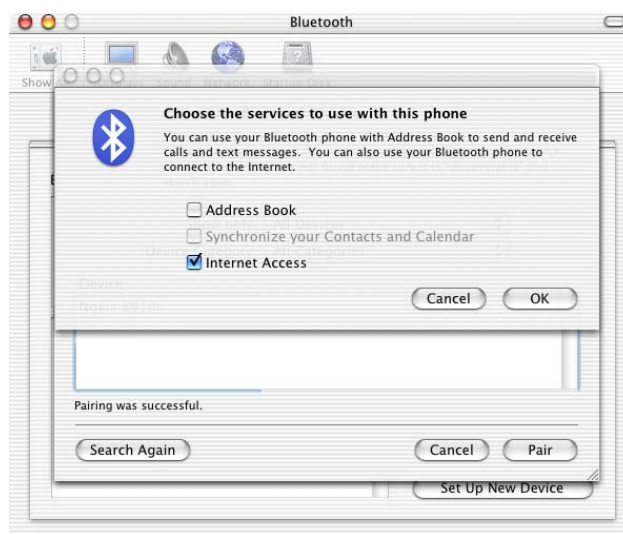 Bluetooth
Show
Displays Sound Network Startup Disk
Choose the services to use with this phone
You can use your Bluetooth phone with Address Book to send and receive
calls and text messages. You can also use your Bluetooth phone to
connect to the Internet.
Address Book
Synchronize your Contacts and Calendar
Internet Access
Device
Cancel OK
Pairing was successful.
Search Again Cancel Pair
Set Up New Device